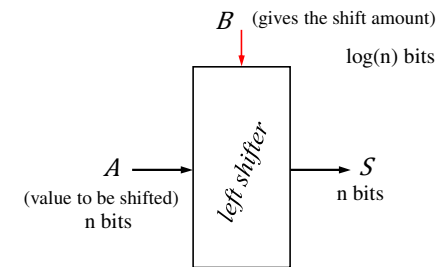 B (gives the shift amount)
log(n) bits
left shifter
A
(value to be shifted)
n bits
S
n bits